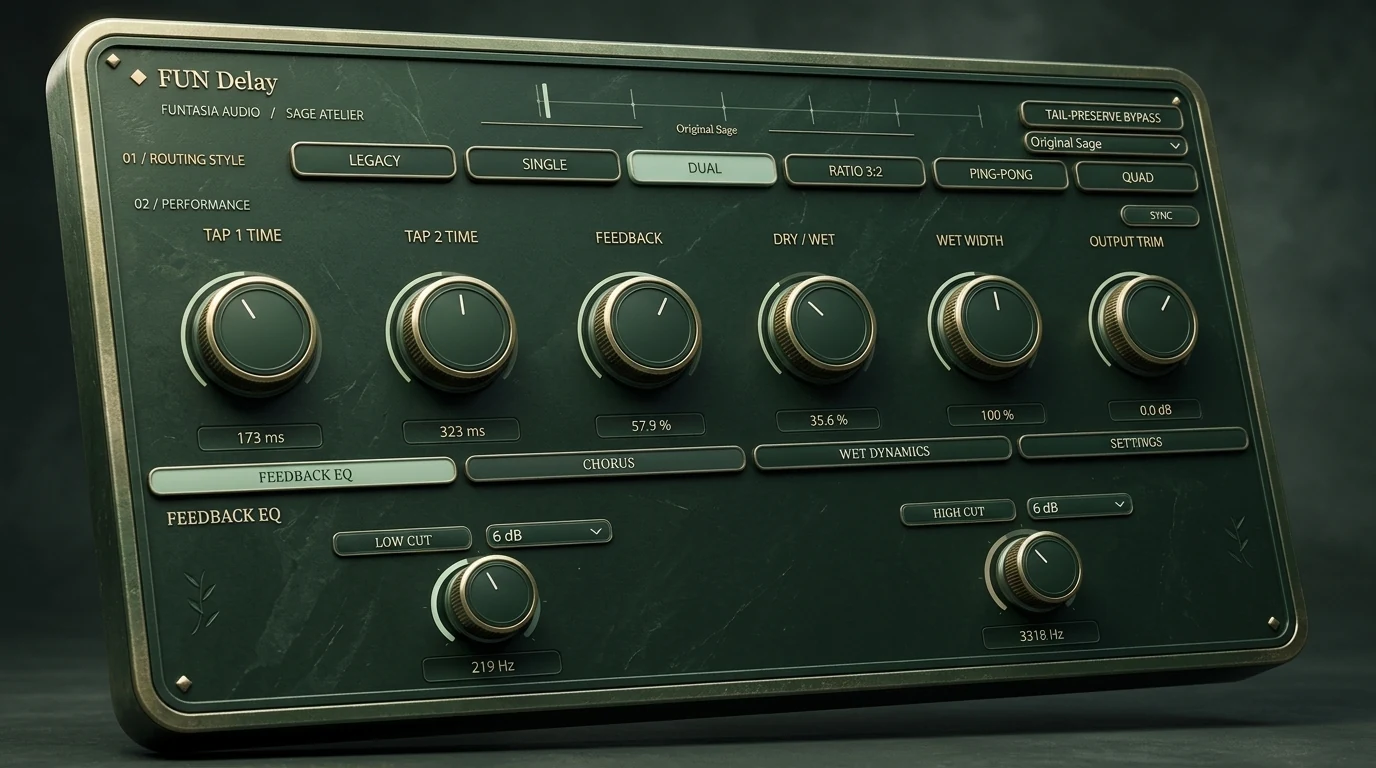 FUN Delay
FUNTASIA AUDIO / SAGE ATELIER
Original Sage
TAIL-PRESERVE BYPASS
Original Sage
01 / ROUTING STYLE
LEGACY
SINGLE
DUAL
RATIO 3:2
PING-PONG
QUAD
02 / PERFORMANCE
SYNC
TAP 1 TIME
TAP 2 TIME
FEEDBACK
DRY / WET
WET WIDTH
OUTPUT TRIM
173 ms
323 ms
57.9 %
35.6 %
100 %
0.0 dB
FEEDBACK EQ
CHORUS
WET DYNAMICS
SETTINGS
FEEDBACK EQ
LOW CUT
6 dB
HIGH CUT
6 dB
219 Hz
3318 Hz